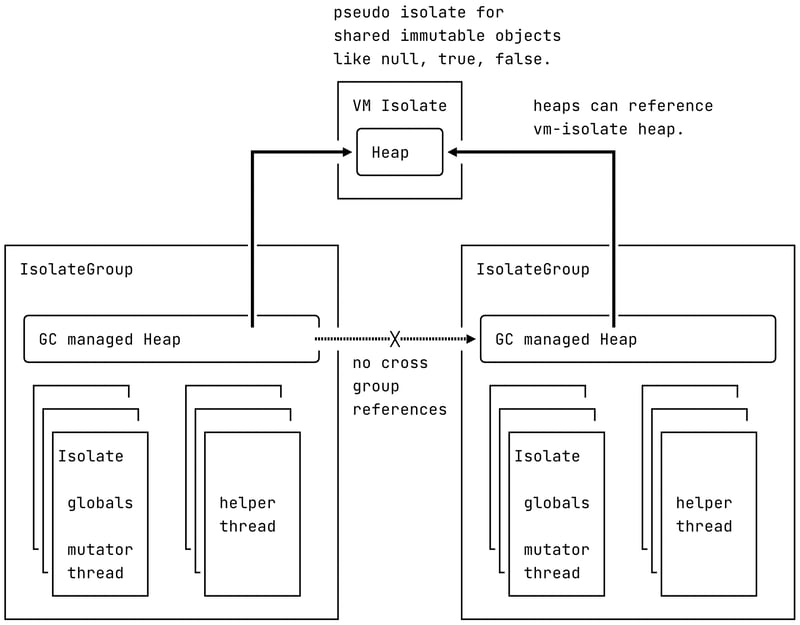 pseudo isolate for
shared immutable objects
like null, true, false.
VM Isolate
Heap
heaps can reference
vm-isolate heap.
IsolateGroup
GC managed Heap
Isolate
globals
mutator
thread
helper
thread
X
no cross
group
references
IsolateGroup
GC managed Heap
Isolate
globals
mutator
thread
helper
thread